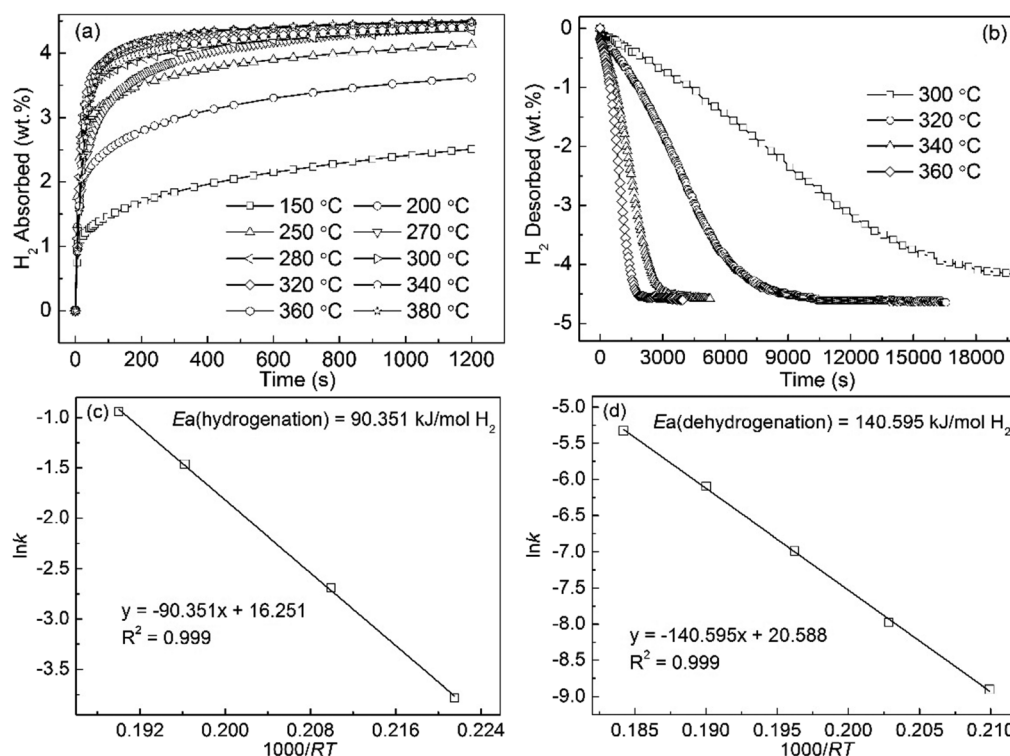 (a)
H2 Absorbed (wt.%)
4
3
2
1
0
150 °C
200 °C
250 °C
270 °C
280 °C
300 °C
320 °C
340 °C
360 °C
380 °C
0 200 400 600 800 1000 1200
Time (s)
(b)
H2 Desorbed (wt.%)
0
-1
-2
-3
-4
-5
300 °C
320 °C
340 °C
360 °C
0 3000 6000 9000 12000 15000 18000
Time (s)
(c)
Ea(hydrogenation) = 90.351 kJ/mol H2
lnk
-1.0
-1.5
-2.0
-2.5
-3.0
-3.5
y = -90.351x + 16.251
R2 = 0.999
0.192 0.200 0.208 0.216 0.224
1000/RT
(d)
Ea(dehydrogenation) = 140.595 kJ/mol H2
lnk
-5.0
-5.5
-6.0
-6.5
-7.0
-7.5
-8.0
-8.5
-9.0
y = -140.595x + 20.588
R2 = 0.999
0.185 0.190 0.195 0.200 0.205 0.210
1000/RT